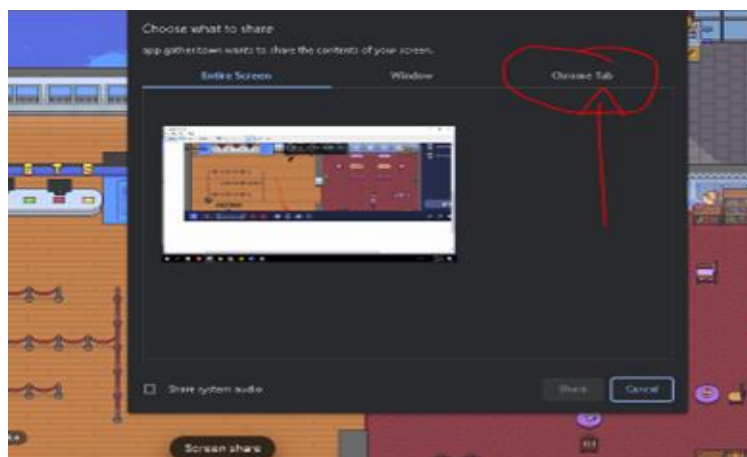 Choose what to share
app.gather.town wants to share the contents of your screen.
Entire Screen
Window
Chrome Tab
E T S
Share system audio
Share
Cancel
Screen share